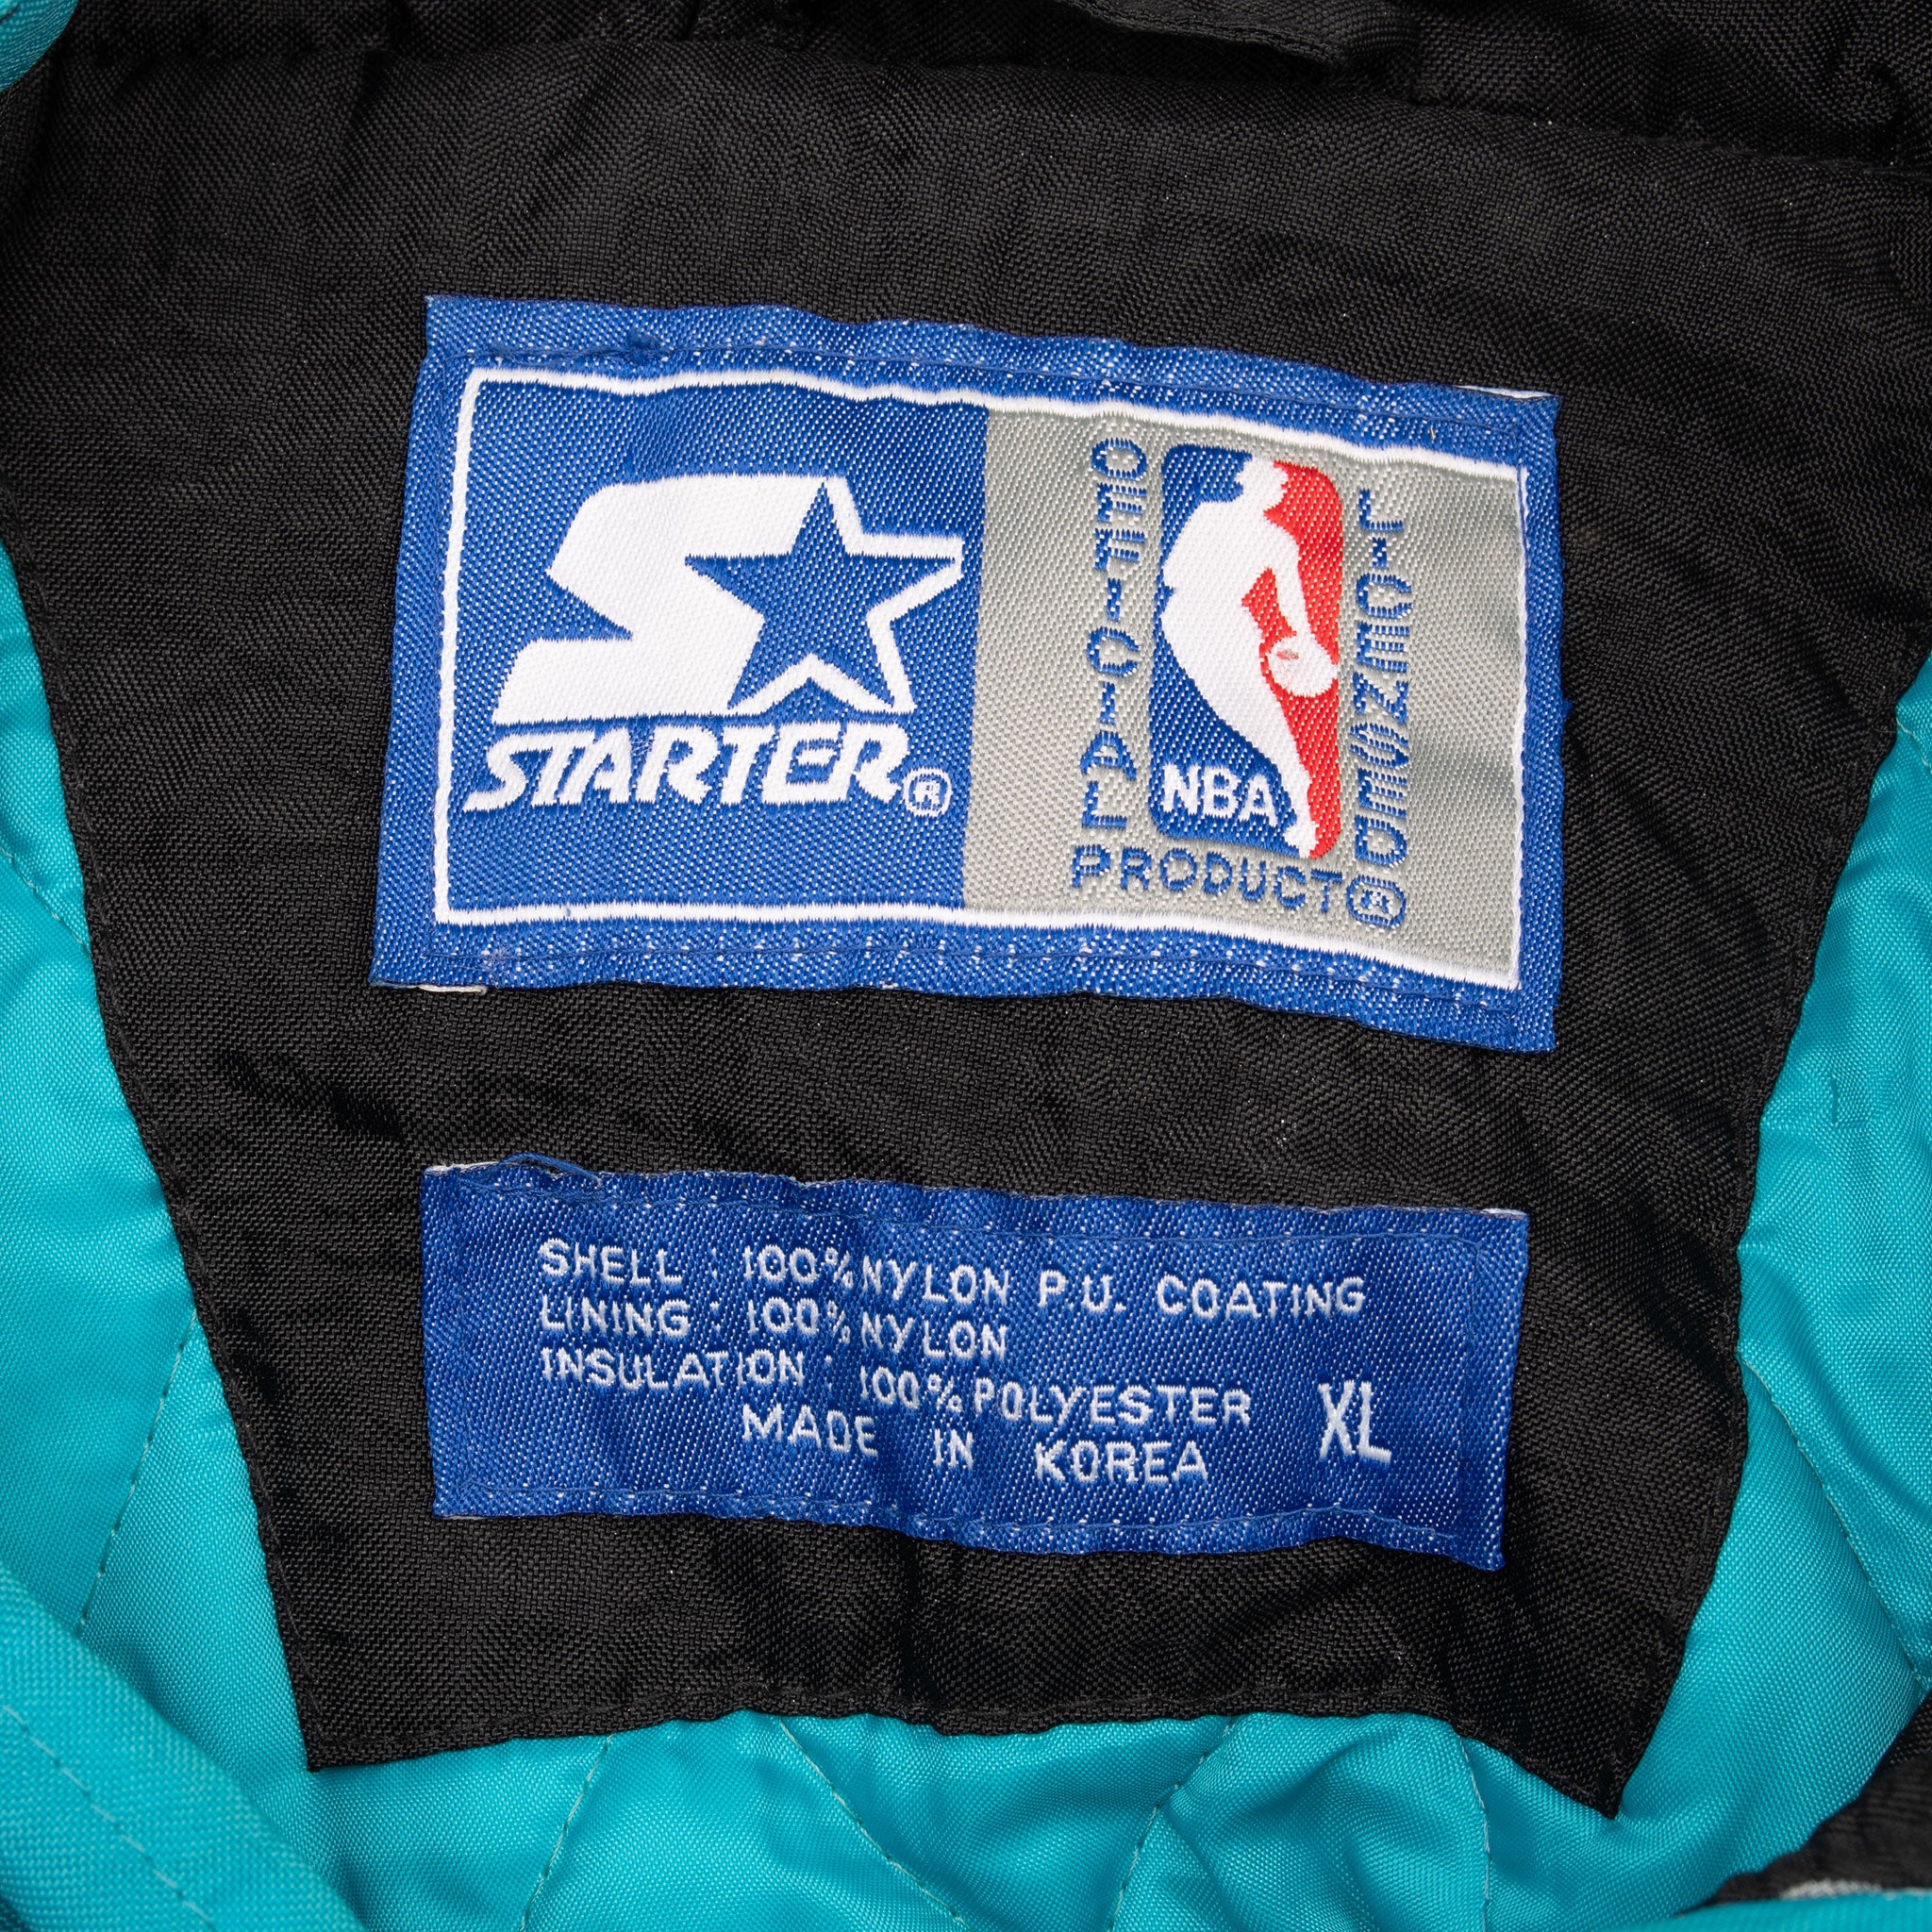 STARTER®
OFFICIAL
NBA
LICENSED
PRODUCT®
SHELL : 100% NYLON P.U. COATING
LINING : 100% NYLON
INSULATION : 100% POLYESTER
MADE IN KOREA
XL